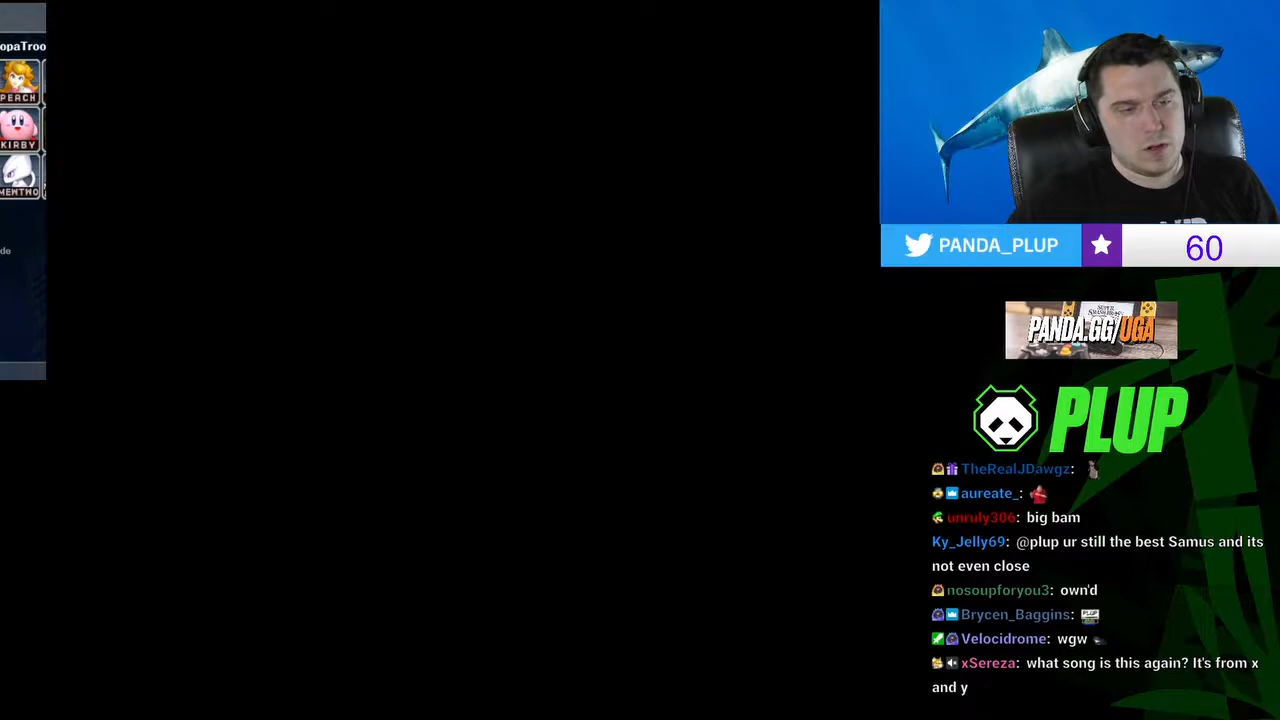 opaTroo
PEACH
KIRBY
MEWTWO
de
PANDA_PLUP
60
PANDA.GG/UGA
PLUP
TheRealJDawgz:
aureate_:
unruly306: big bam
Ky_Jelly69: @plup ur still the best Samus and its
not even close
nosoupforyou3: own'd
Brycen_Baggins:
Velocidrome: wgw
xSereza: what song is this again? It's from x
and y